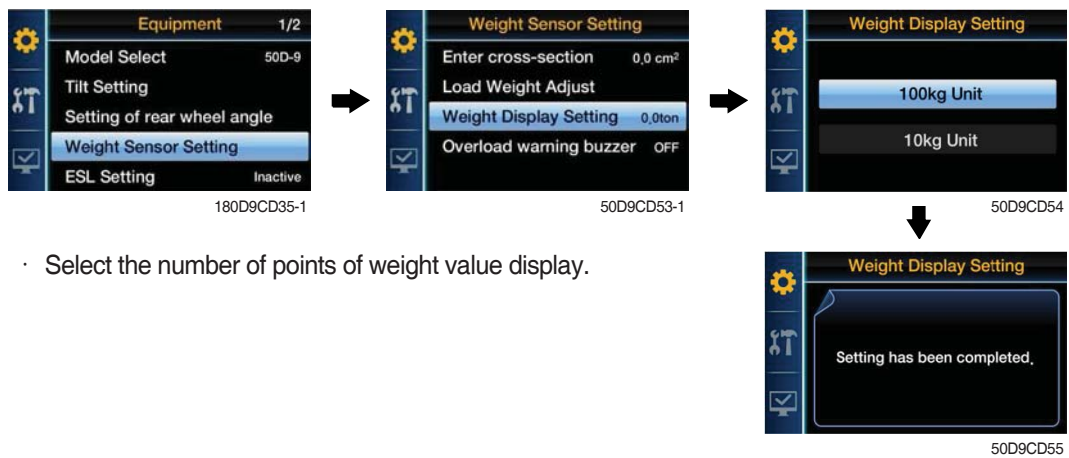 Equipment 1/2
Model Select 50D-9
Tilt Setting
Setting of rear wheel angle
Weight Sensor Setting
ESL Setting Inactive
180D9CD35-1
Weight Sensor Setting
Enter cross-section 0.0 cm²
Load Weight Adjust
Weight Display Setting 0.0ton
Overload warning buzzer OFF
50D9CD53-1
Weight Display Setting
100kg Unit
10kg Unit
50D9CD54
· Select the number of points of weight value display.
Weight Display Setting
Setting has been completed.
50D9CD55